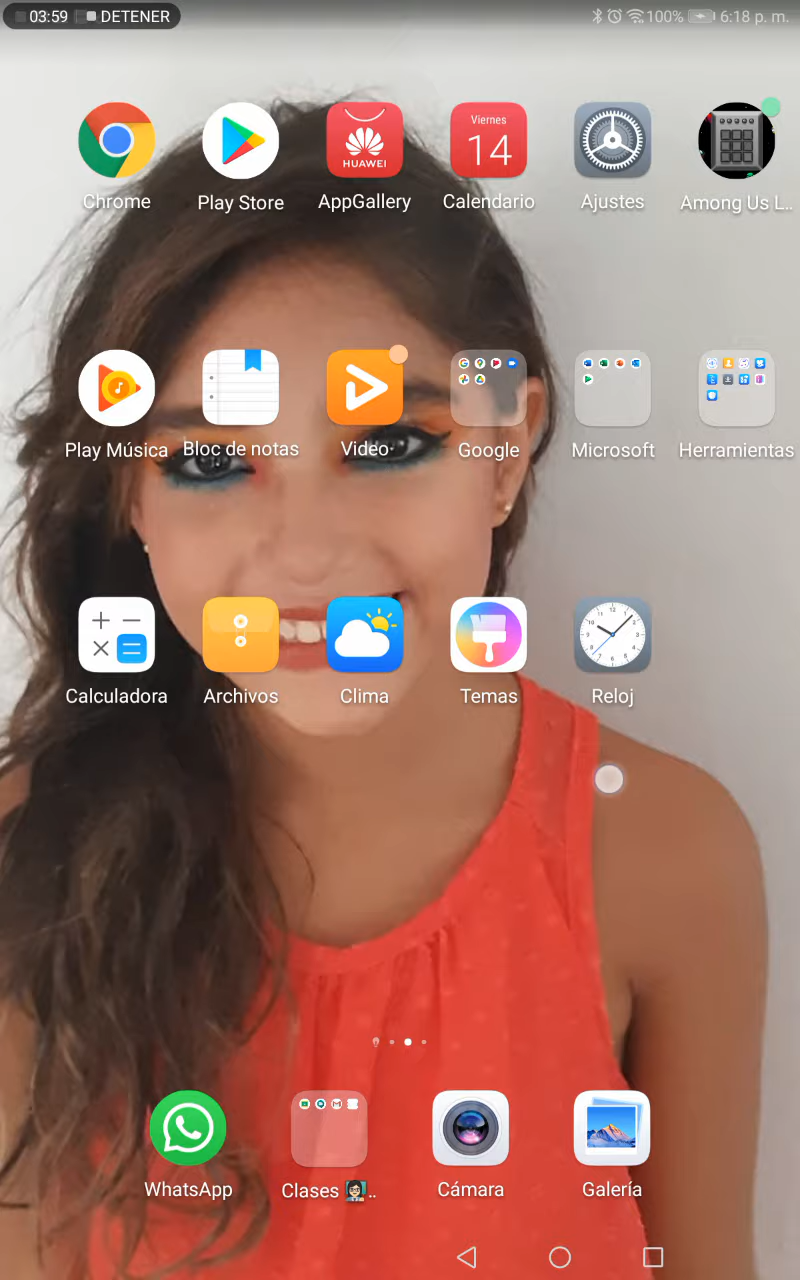 03:59 DETENER 100% 6:18 p. m.
Viernes
14
HUAWEI
Chrome Play Store AppGallery Calendario Ajustes Among Us L..
Play Música Bloc de notas Video Google Microsoft Herramientas
Calculadora Archivos Clima Temas Reloj
WhatsApp Clases 👩🏻‍🏫.. Cámara Galería